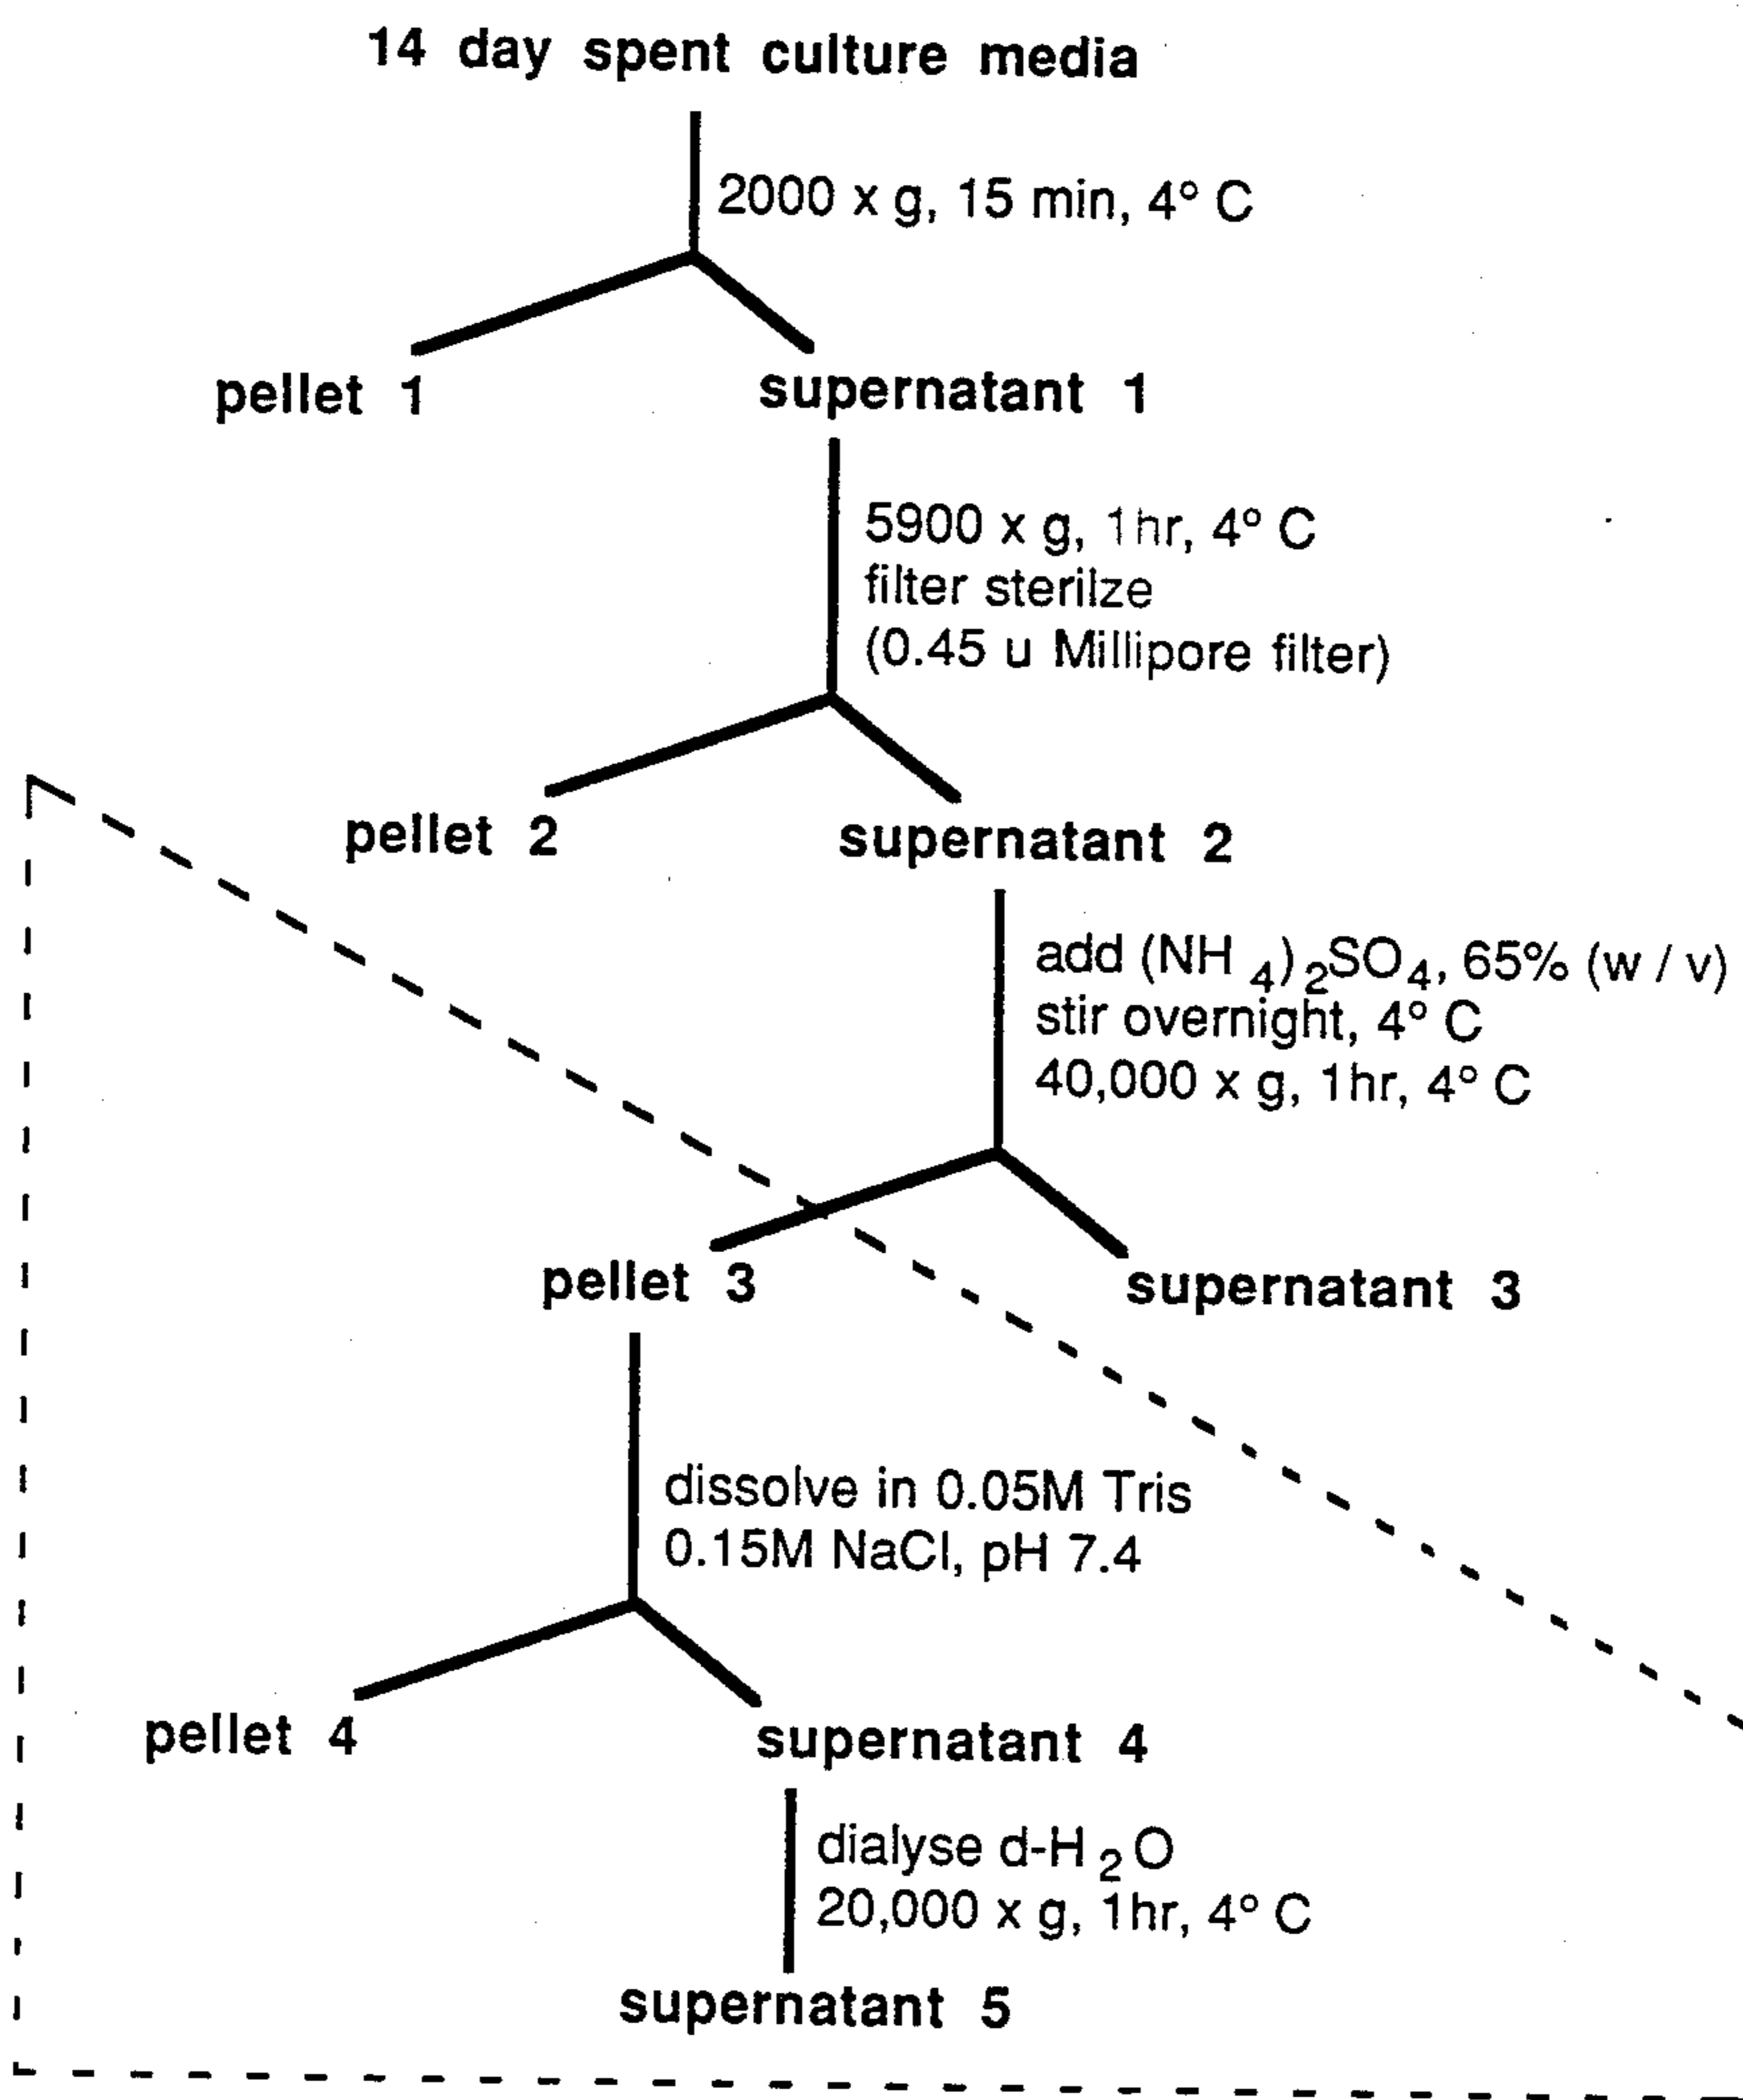 14 day spent culture media
2000 x g, 15 min, 4° C
pellet 1
supernatant 1
5900 x g, 1hr, 4° C
filter sterilze
(0.45 u Millipore filter)
pellet 2
supernatant 2
add (NH 4) 2SO4, 65% (w / v)
stir overnight, 4° C
40,000 x g, 1hr, 4° C
pellet 3
supernatant 3
dissolve in 0.05M Tris
0.15M NaCl, pH 7.4
pellet 4
supernatant 4
dialyse d-H 2 O
20,000 x g, 1hr, 4° C
supernatant 5